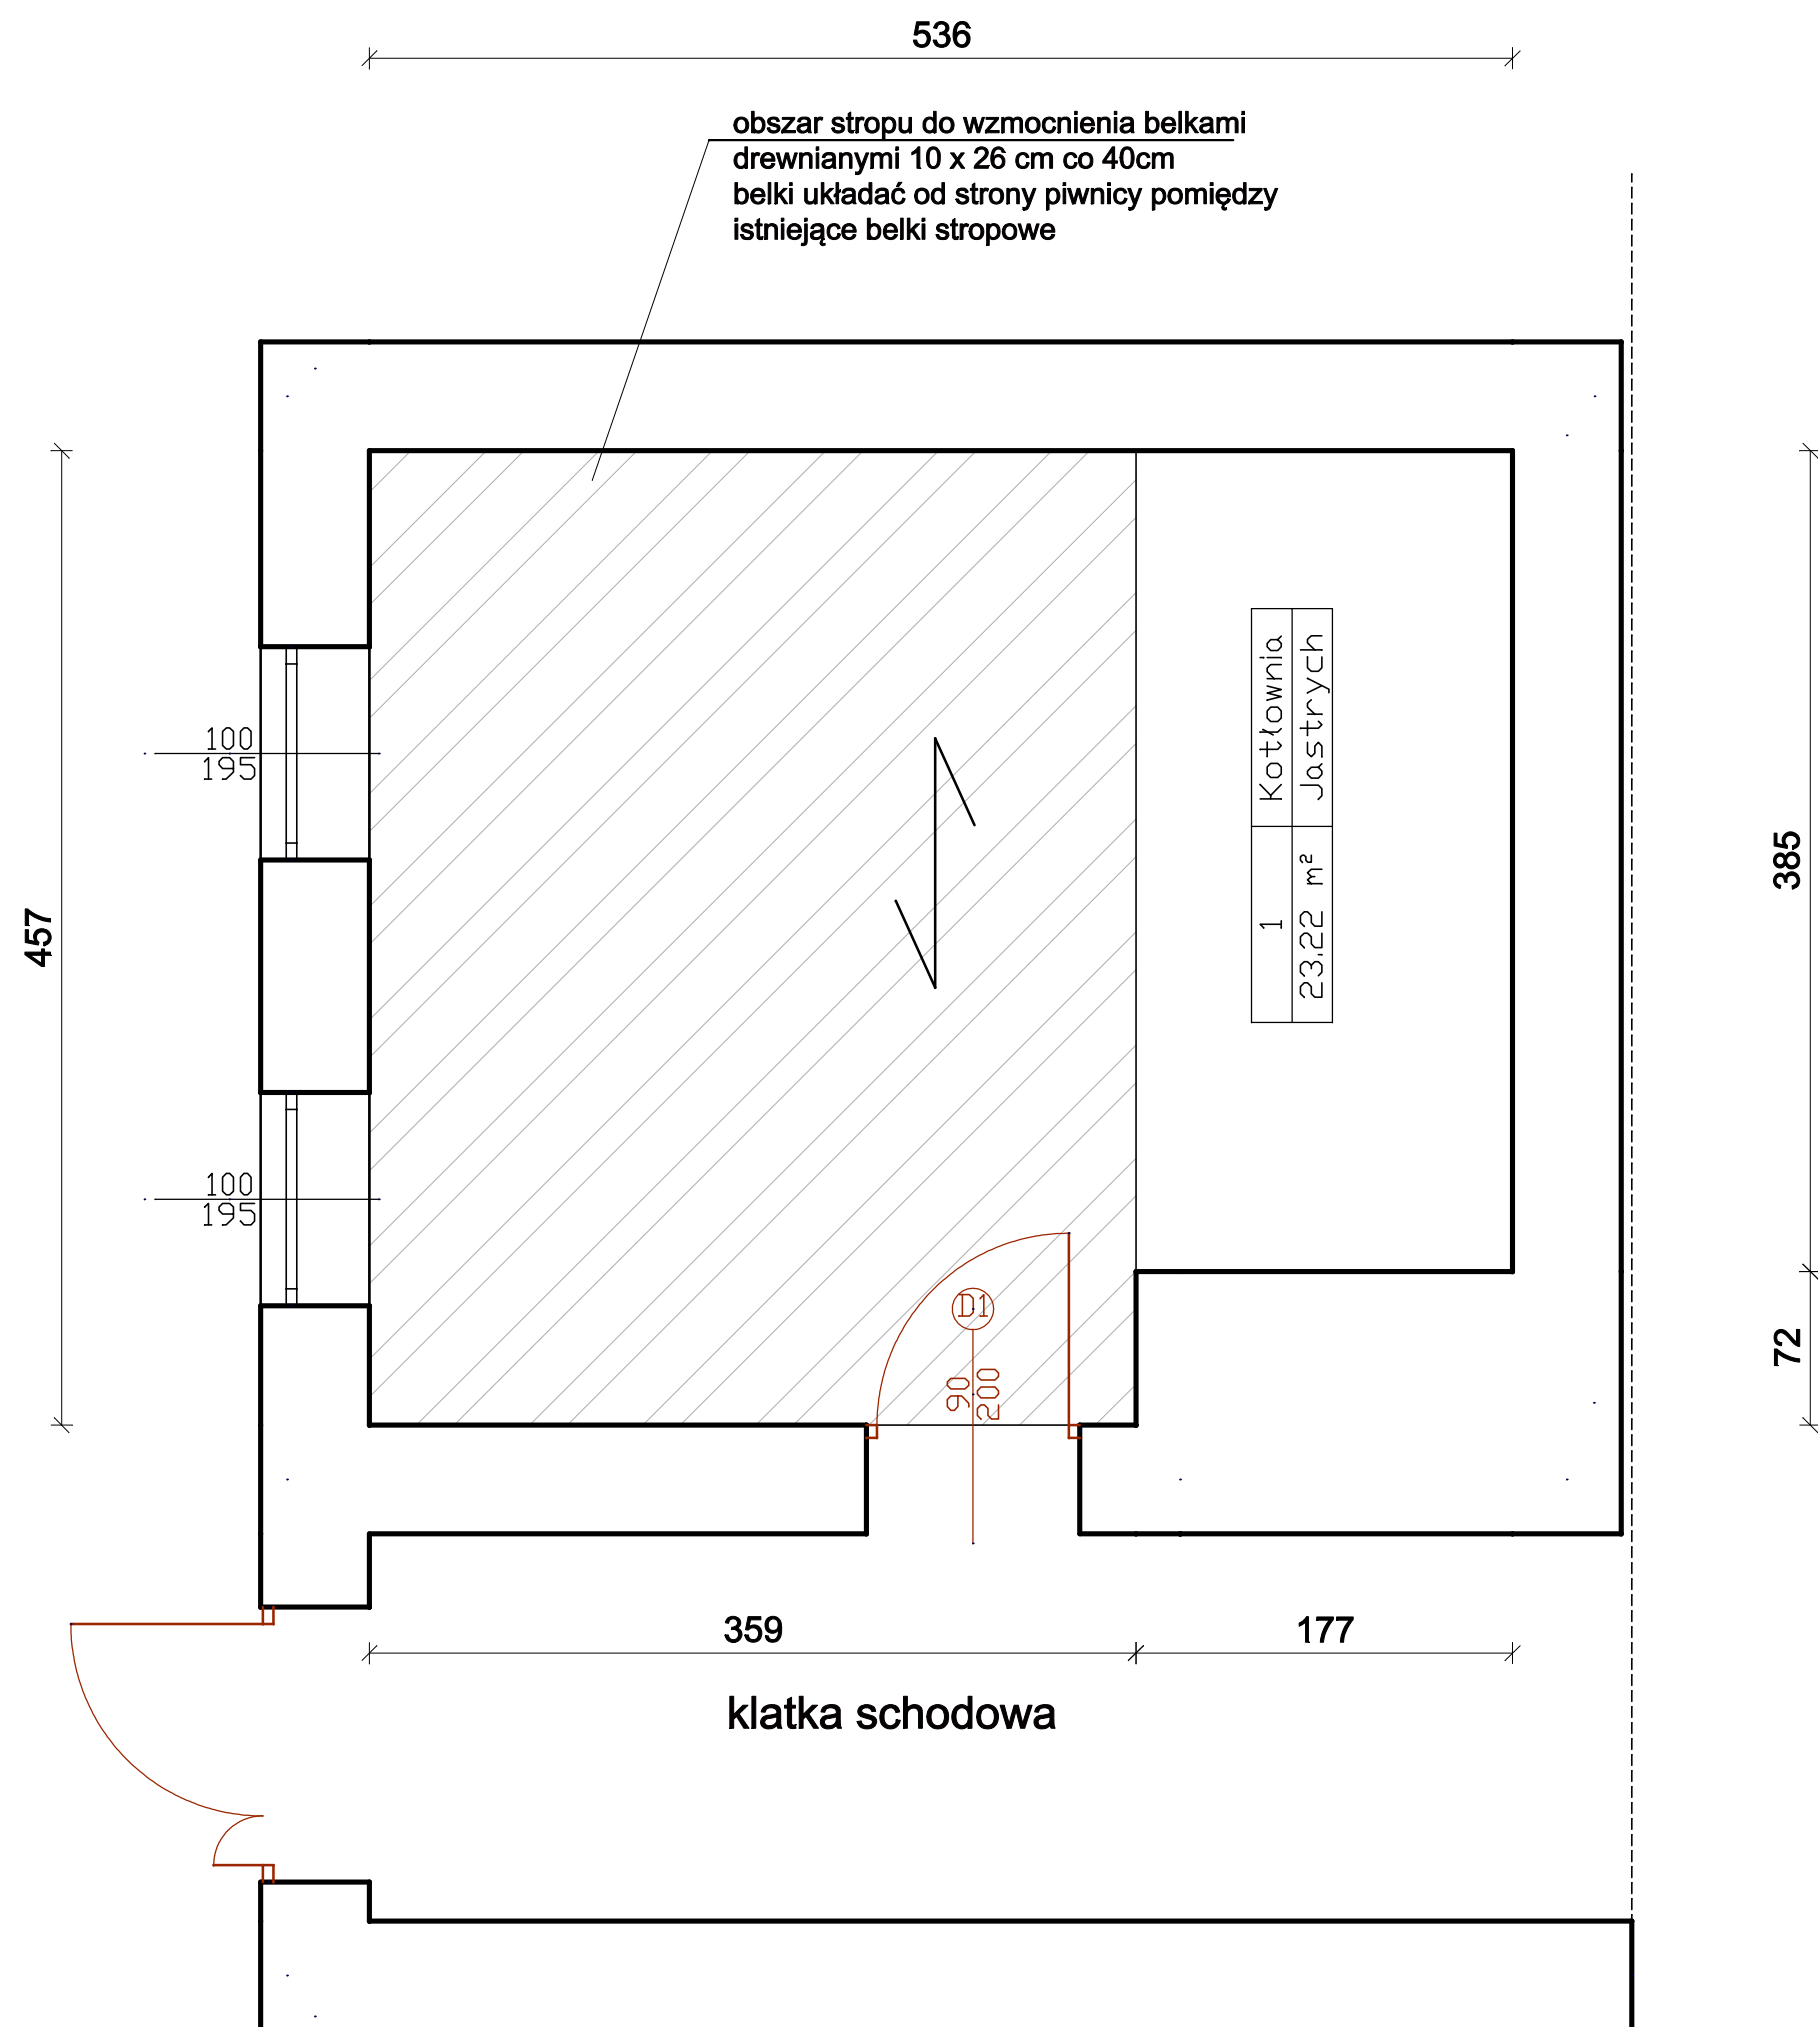 536
obszar stropu do wzmocnienia belkami
drewnianymi 10 x 26 cm co 40cm
belki układać od strony piwnicy pomiędzy
istniejące belki stropowe
457
100
195
100
195
1 Kotłownia
23.22 m² Jastrych
385
72
D1
90
200
359
177
klatka schodowa